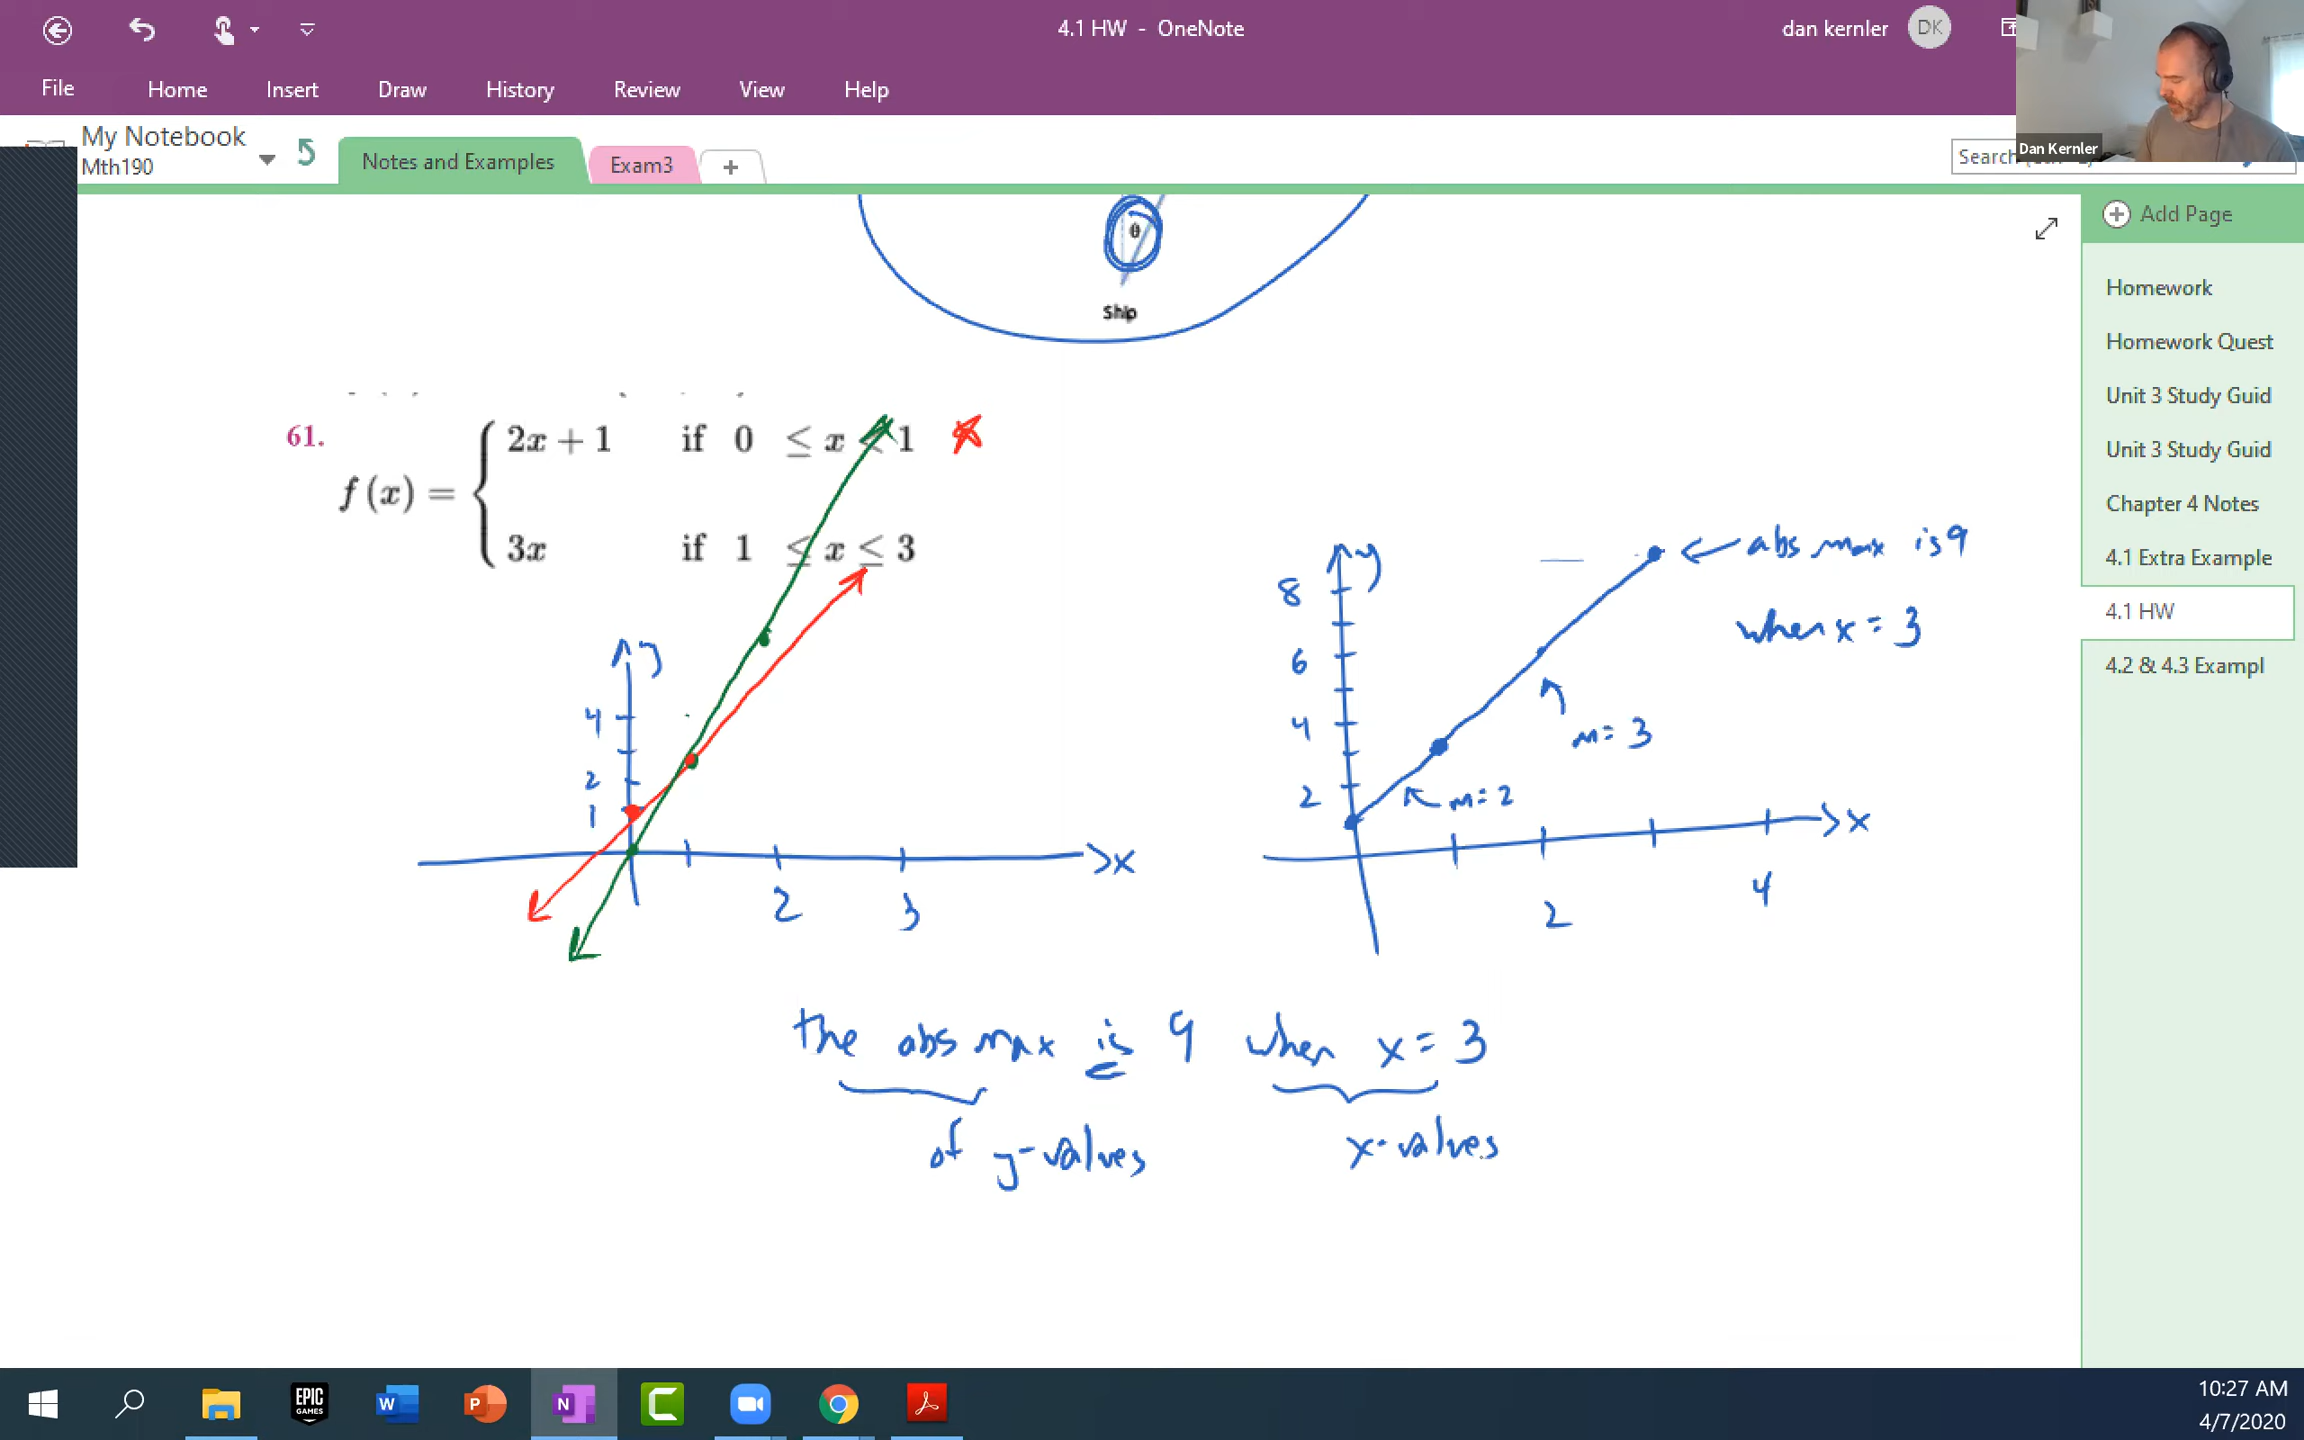 4.1 HW - OneNote
dan kernler
DK
File
Home
Insert
Draw
History
Review
View
Help
Dan Kernler
My Notebook
Mth190
Notes and Examples
Exam3
+
Search
Add Page
Homework
Homework Quest
Unit 3 Study Guid
Unit 3 Study Guid
Chapter 4 Notes
4.1 Extra Example
4.1 HW
4.2 & 4.3 Exampl
θ
Ship
61.
2x + 1 if 0 ≤ x < 1
f(x) =
3x if 1 ≤ x ≤ 3
y
4
2
1
x
2
3
y
8
6
4
2
x
2
4
abs max is 9
when x = 3
m = 3
m = 2
the abs max is 9 when x = 3
of y-values
x-values
EPIC
GAMES
W
P
N
10:27 AM
4/7/2020